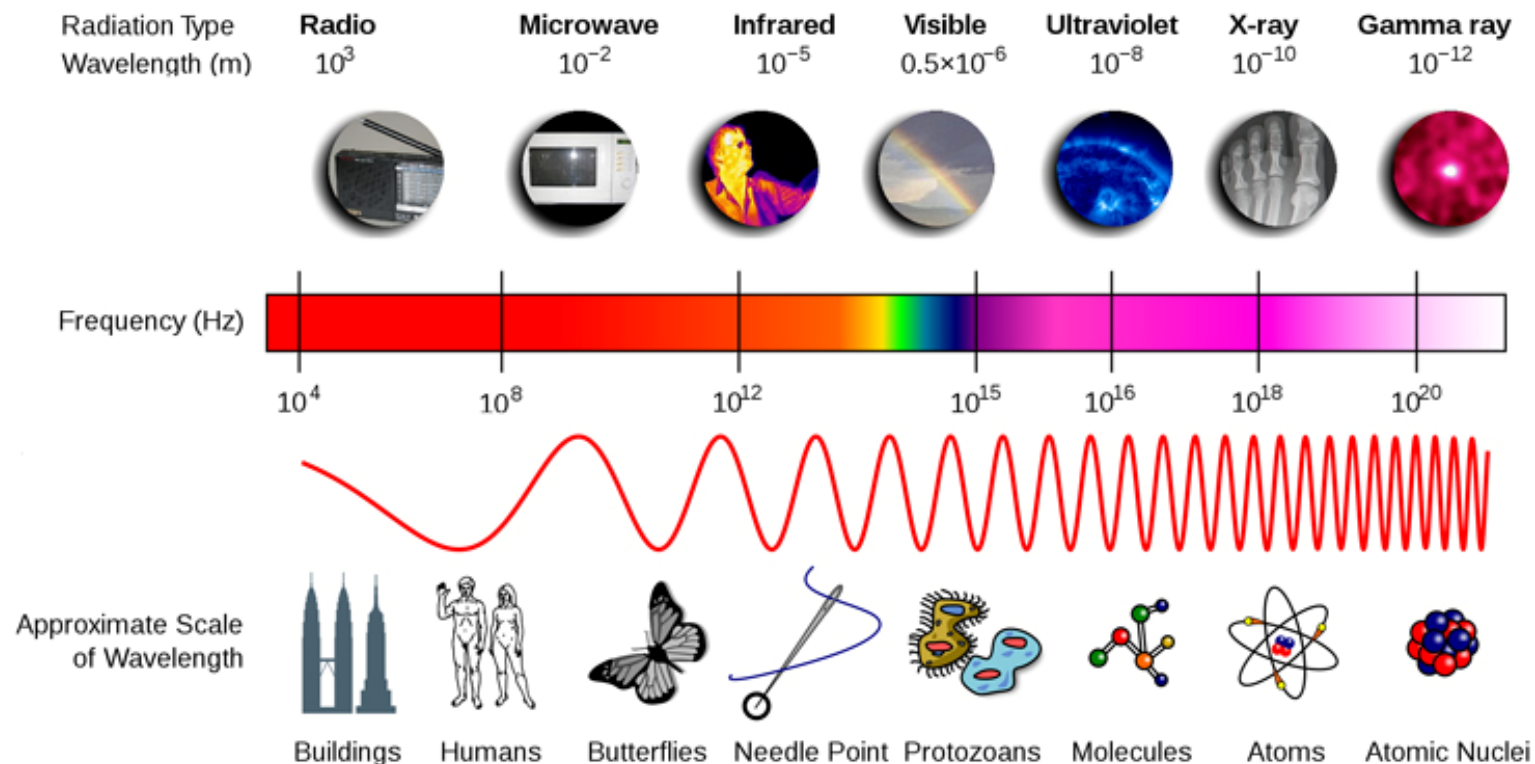 Radiation Type Radio Microwave Infrared Visible Ultraviolet X-ray Gamma ray
Wavelength (m) 10³ 10⁻² 10⁻⁵ 0.5×10⁻⁶ 10⁻⁸ 10⁻¹⁰ 10⁻¹²
Frequency (Hz)
10⁴ 10⁸ 10¹² 10¹⁵ 10¹⁶ 10¹⁸ 10²⁰
Approximate Scale
of Wavelength
Buildings Humans Butterflies Needle Point Protozoans Molecules Atoms Atomic Nuclei